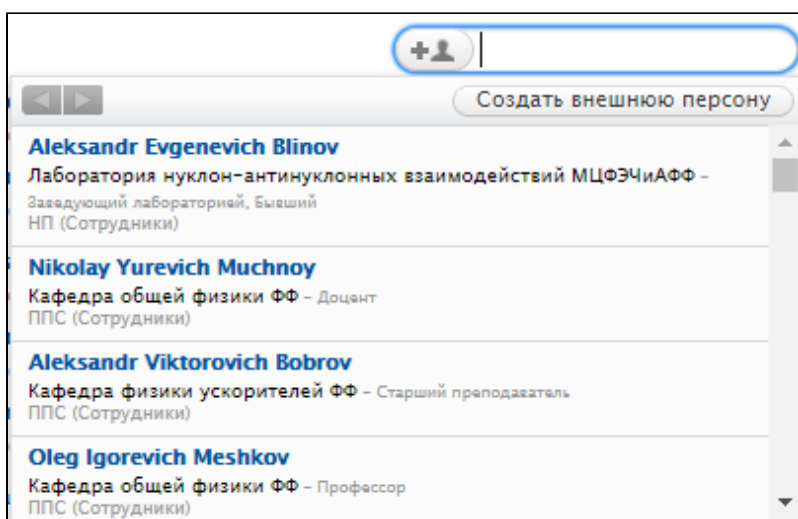 Создать внешнюю персону
Aleksandr Evgenevich Blinov
Лаборатория нуклон-антинуклонных взаимодействий МЦФЭЧиАФФ –
Заведующий лабораторией, Бывший
НП (Сотрудники)
Nikolay Yurevich Muchnoy
Кафедра общей физики ФФ – Доцент
ППС (Сотрудники)
Aleksandr Viktorovich Bobrov
Кафедра физики ускорителей ФФ – Старший преподаватель
ППС (Сотрудники)
Oleg Igorevich Meshkov
Кафедра общей физики ФФ – Профессор
ППС (Сотрудники)